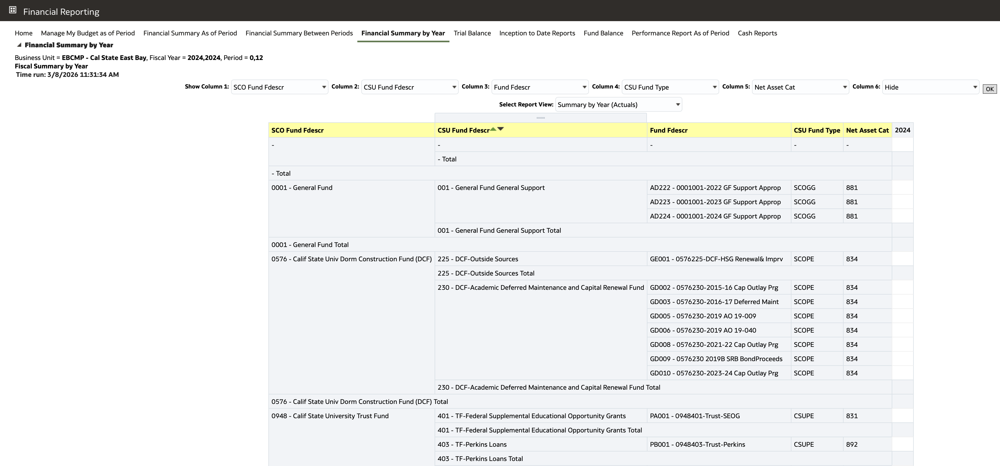 Financial Reporting
Home Manage My Budget as of Period Financial Summary As of Period Financial Summary Between Periods Financial Summary by Year Trial Balance Inception to Date Reports Fund Balance Performance Report As of Period Cash Reports
Financial Summary by Year
Business Unit = EBCMP - Cal State East Bay, Fiscal Year = 2024,2024, Period = 0,12
Fiscal Summary by Year
Time run: 3/8/2026 11:31:34 AM
Show Column 1: SCO Fund Fdescr Column 2: CSU Fund Fdescr Column 3: Fund Fdescr Column 4: CSU Fund Type Column 5: Net Asset Cat Column 6: Hide OK
Select Report View: Summary by Year (Actuals)
SCO Fund Fdescr CSU Fund Fdescr Fund Fdescr CSU Fund Type Net Asset Cat 2024
- - - - -
- Total
- Total
0001 - General Fund 001 - General Fund General Support AD222 - 0001001-2022 GF Support Approp SCOGG 881
AD223 - 0001001-2023 GF Support Approp SCOGG 881
AD224 - 0001001-2024 GF Support Approp SCOGG 881
001 - General Fund General Support Total
0001 - General Fund Total
0576 - Calif State Univ Dorm Construction Fund (DCF) 225 - DCF-Outside Sources GE001 - 0576225-DCF-HSG Renewal& Imprv SCOPE 834
225 - DCF-Outside Sources Total
230 - DCF-Academic Deferred Maintenance and Capital Renewal Fund GD002 - 0576230-2015-16 Cap Outlay Prg SCOPE 834
GD003 - 0576230-2016-17 Deferred Maint SCOPE 834
GD005 - 0576230-2019 AO 19-009 SCOPE 834
GD006 - 0576230-2019 AO 19-040 SCOPE 834
GD008 - 0576230-2021-22 Cap Outlay Prg SCOPE 834
GD009 - 0576230 2019B SRB BondProceeds SCOPE 834
GD010 - 0576230-2023-24 Cap Outlay Prg SCOPE 834
230 - DCF-Academic Deferred Maintenance and Capital Renewal Fund Total
0576 - Calif State Univ Dorm Construction Fund (DCF) Total
0948 - Calif State University Trust Fund 401 - TF-Federal Supplemental Educational Opportunity Grants PA001 - 0948401-Trust-SEOG CSUPE 831
401 - TF-Federal Supplemental Educational Opportunity Grants Total
403 - TF-Perkins Loans PB001 - 0948403-Trust-Perkins CSUPE 892
403 - TF-Perkins Loans Total